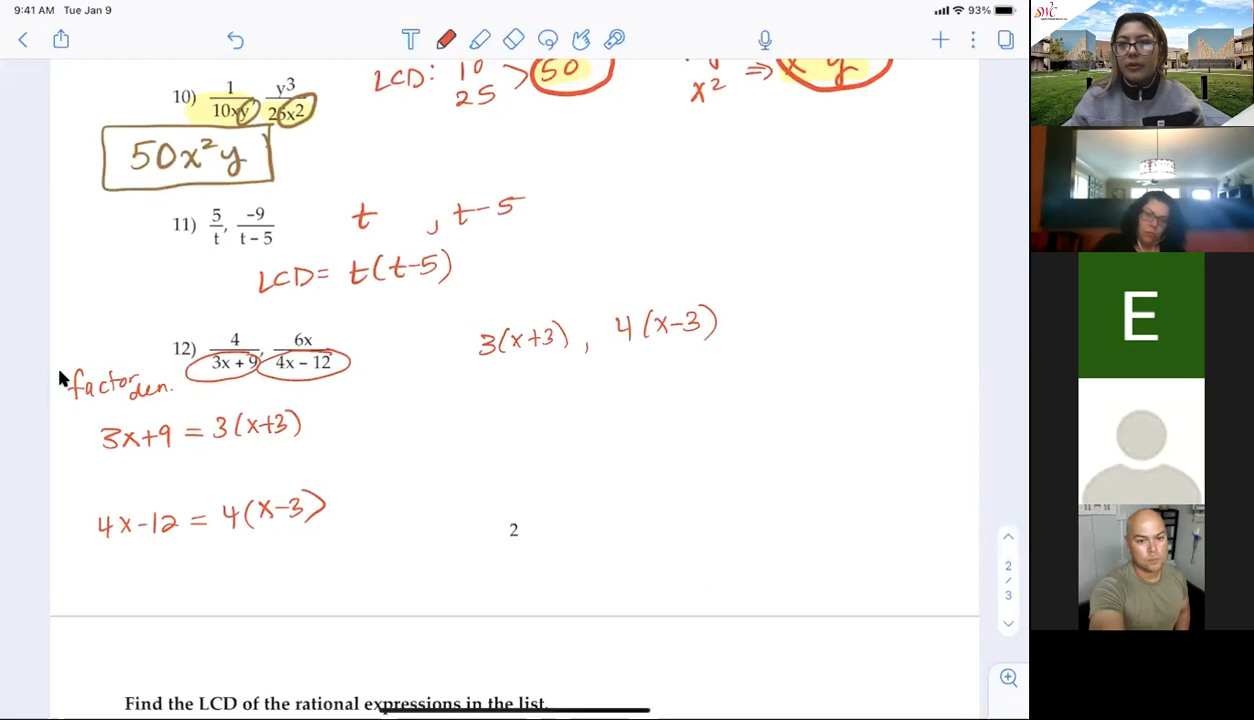 9:41 AM Tue Jan 9
93%
SWC
LCD: 10 > 50
25
x² ⇒ x² y
10) 1/10xy, y3/25x2
50x²y
11) 5/t, -9/t – 5
t , t-5
LCD= t(t-5)
12) 4/3x + 9, 6x/4x – 12
3(x+3) , 4(x-3)
factor den.
3x+9 = 3(x+3)
4x-12 = 4(x-3)
2
2 / 3
Find the LCD of the rational expressions in the list.
E